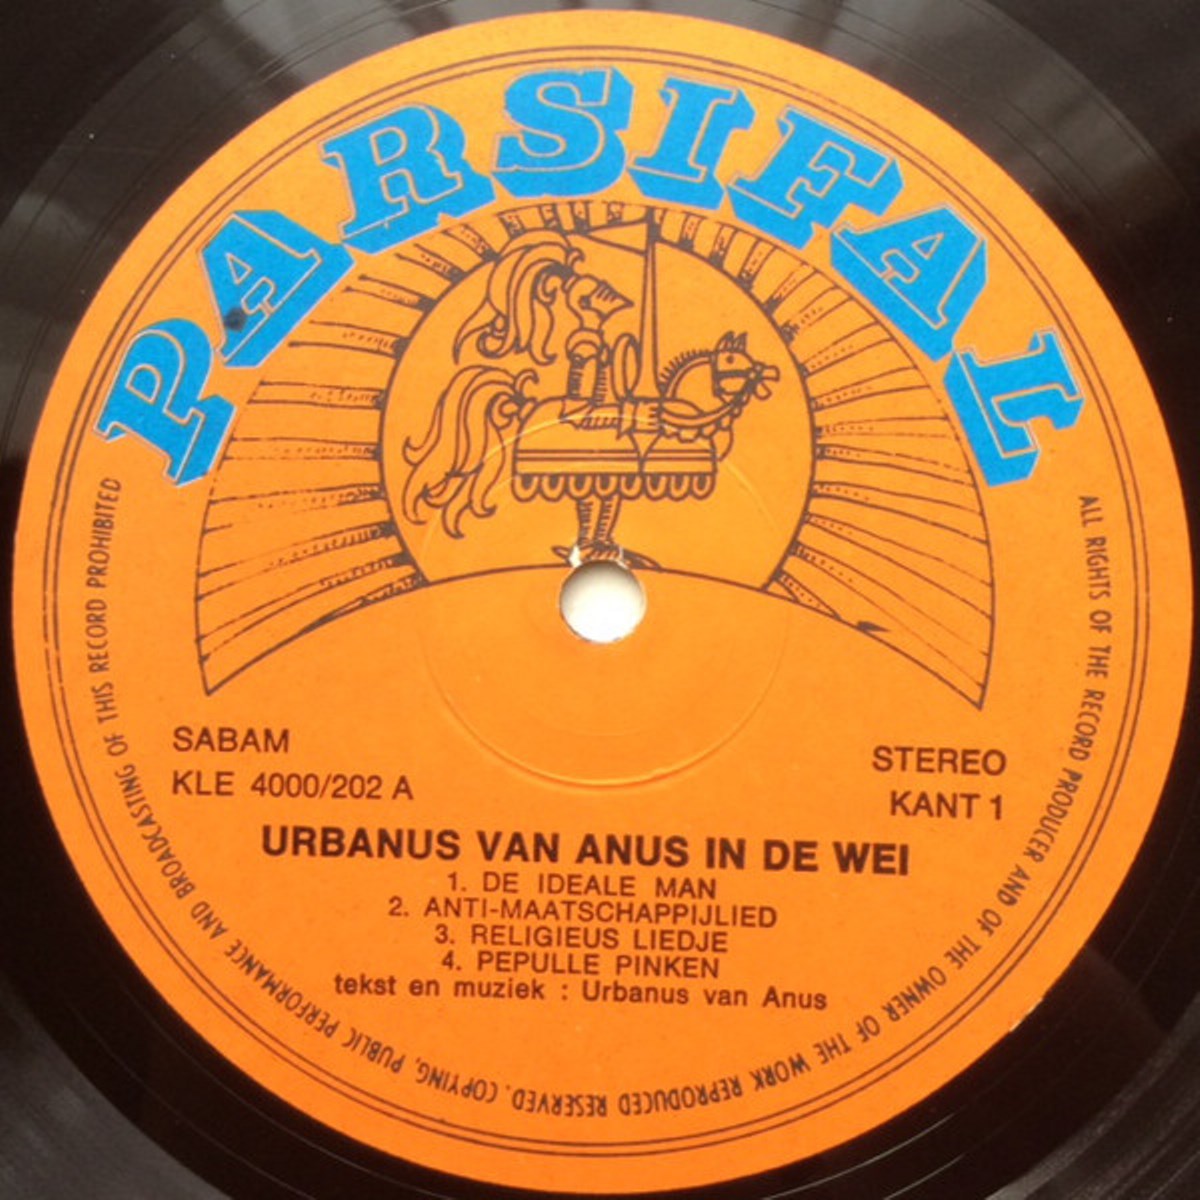 PARSIFAL
SABAM
KLE 4000/202 A
STEREO
KANT 1
URBANUS VAN ANUS IN DE WEI
1. DE IDEALE MAN
2. ANTI-MAATSCHAPPIJLIED
3. RELIGIEUS LIEDJE
4. PEPULLE PINKEN
tekst en muziek : Urbanus van Anus
ALL RIGHTS OF THE RECORD PRODUCER AND OF THE OWNER OF THE WORK REPRODUCED RESERVED. COPYING, PUBLIC PERFORMANCE AND BROADCASTING OF THIS RECORD PROHIBITED